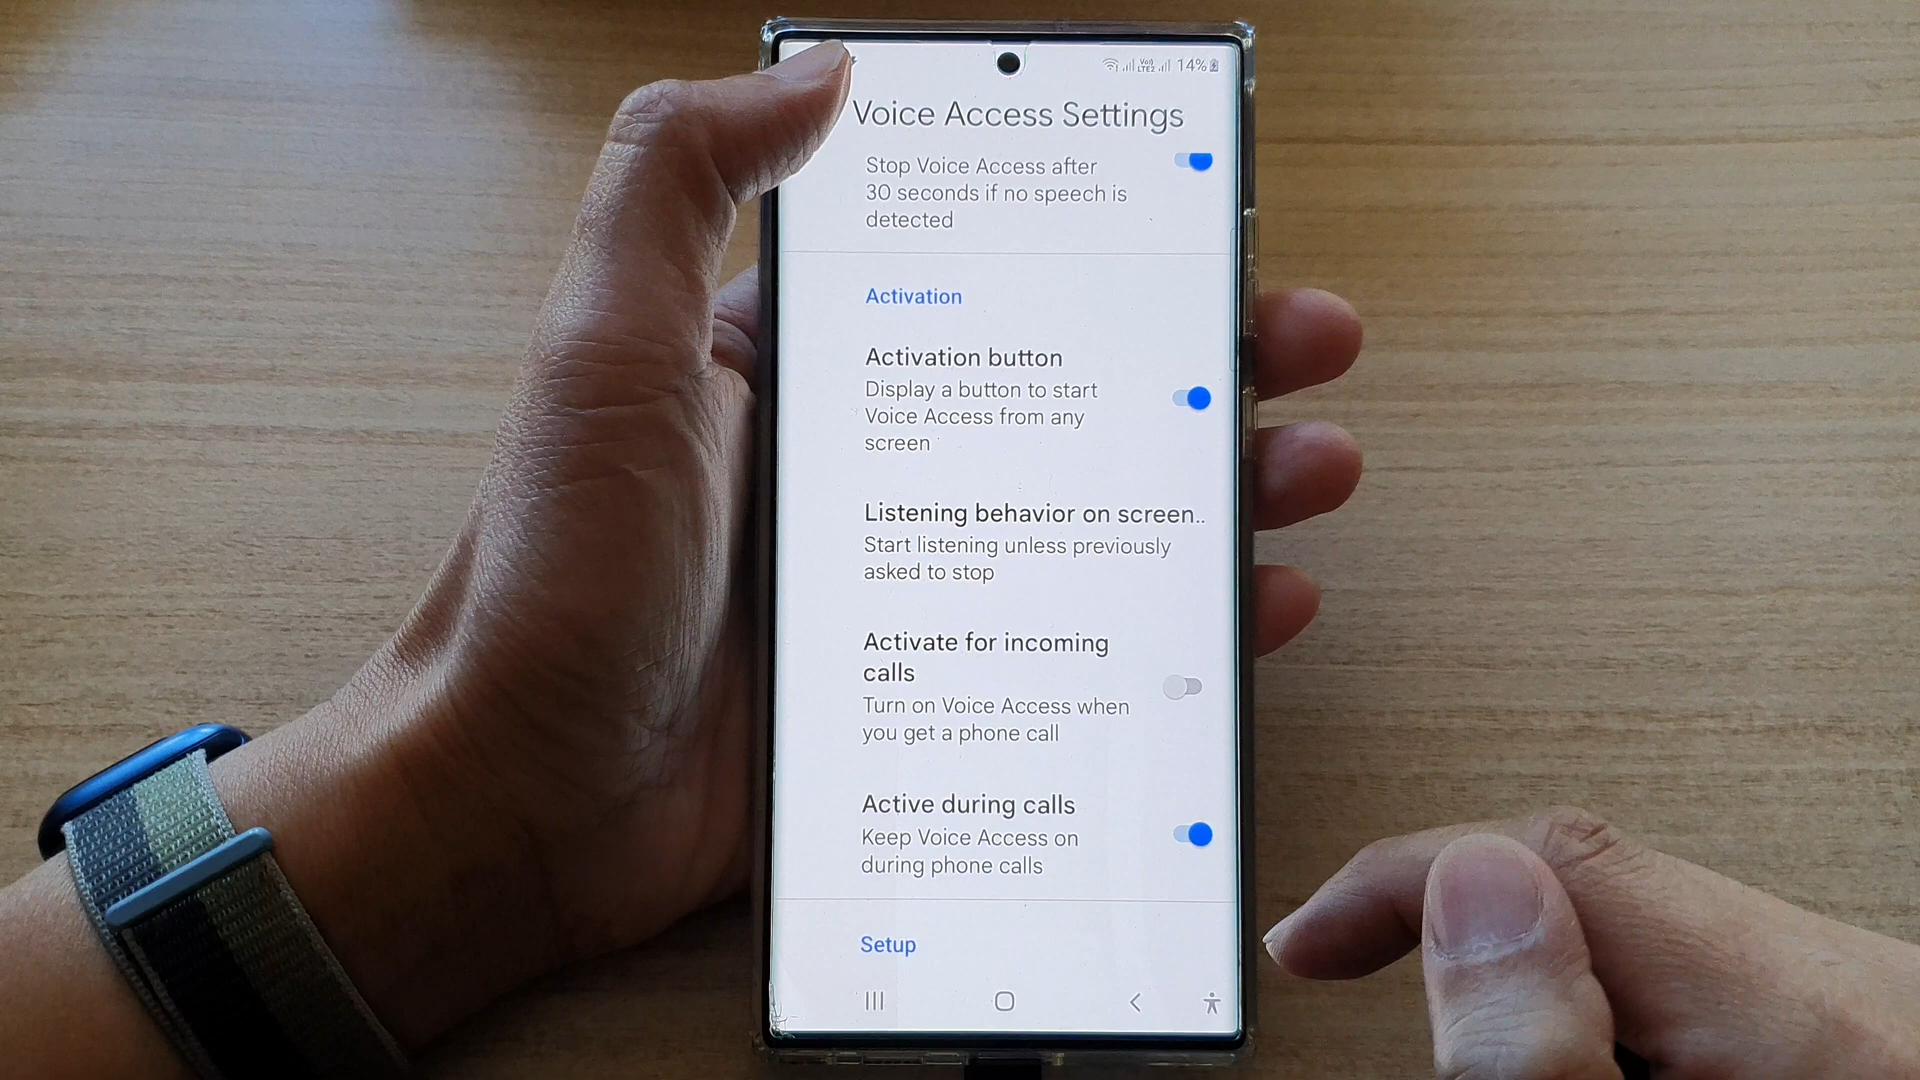 14%
Voice Access Settings
Stop Voice Access after
30 seconds if no speech is
detected
Activation
Activation button
Display a button to start
Voice Access from any
screen
Listening behavior on screen..
Start listening unless previously
asked to stop
Activate for incoming
calls
Turn on Voice Access when
you get a phone call
Active during calls
Keep Voice Access on
during phone calls
Setup